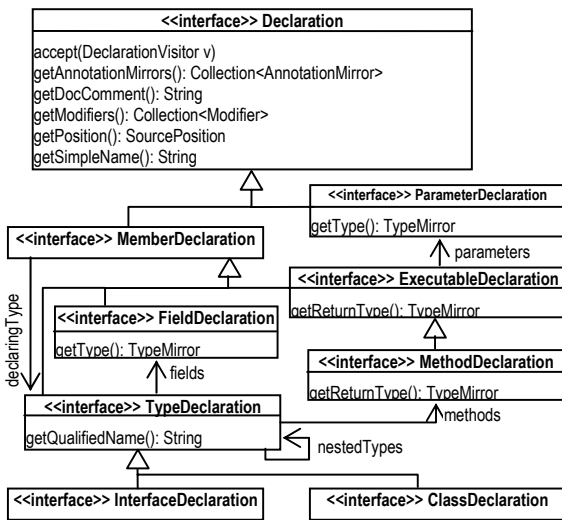 <<interface>> Declaration
accept(DeclarationVisitor v)
getAnnotationMirrors(): Collection<AnnotationMirror>
getDocComment(): String
getModifiers(): Collection<Modifier>
getPosition(): SourcePosition
getSimpleName(): String
<<interface>> ParameterDeclaration
getType(): TypeMirror
<<interface>> MemberDeclaration
parameters
<<interface>> ExecutableDeclaration
getReturnType(): TypeMirror
declaringType
<<interface>> FieldDeclaration
getType(): TypeMirror
<<interface>> MethodDeclaration
getReturnType(): TypeMirror
fields
<<interface>> TypeDeclaration
getQualifiedName(): String
methods
nestedTypes
<<interface>> InterfaceDeclaration
<<interface>> ClassDeclaration